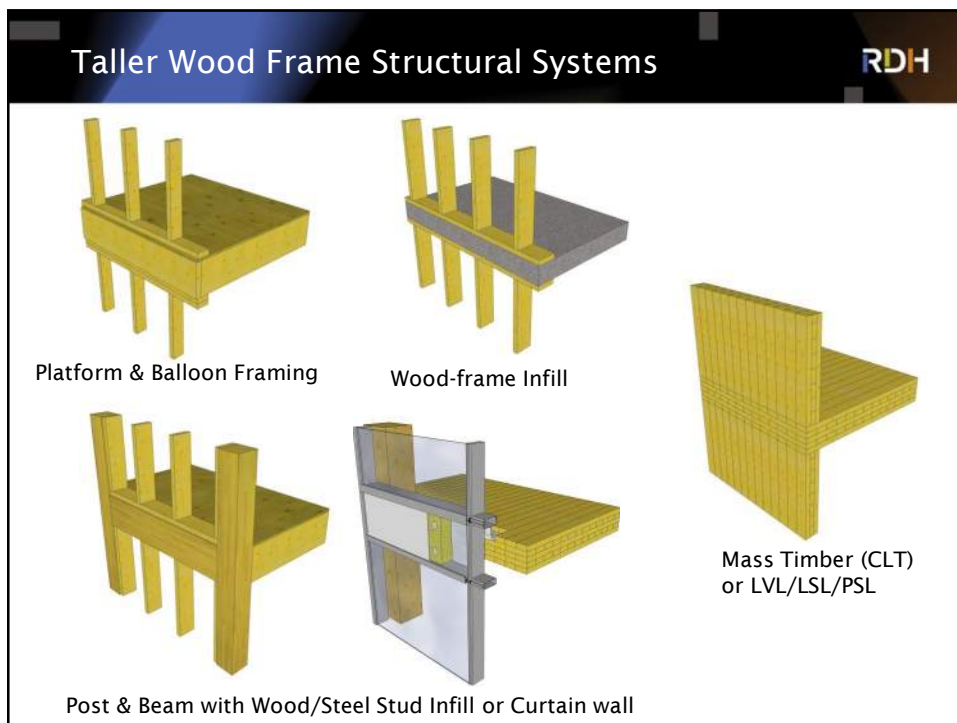 Taller Wood Frame Structural Systems
RDH
Platform & Balloon Framing
Wood-frame Infill
Mass Timber (CLT)
or LVL/LSL/PSL
Post & Beam with Wood/Steel Stud Infill or Curtain wall